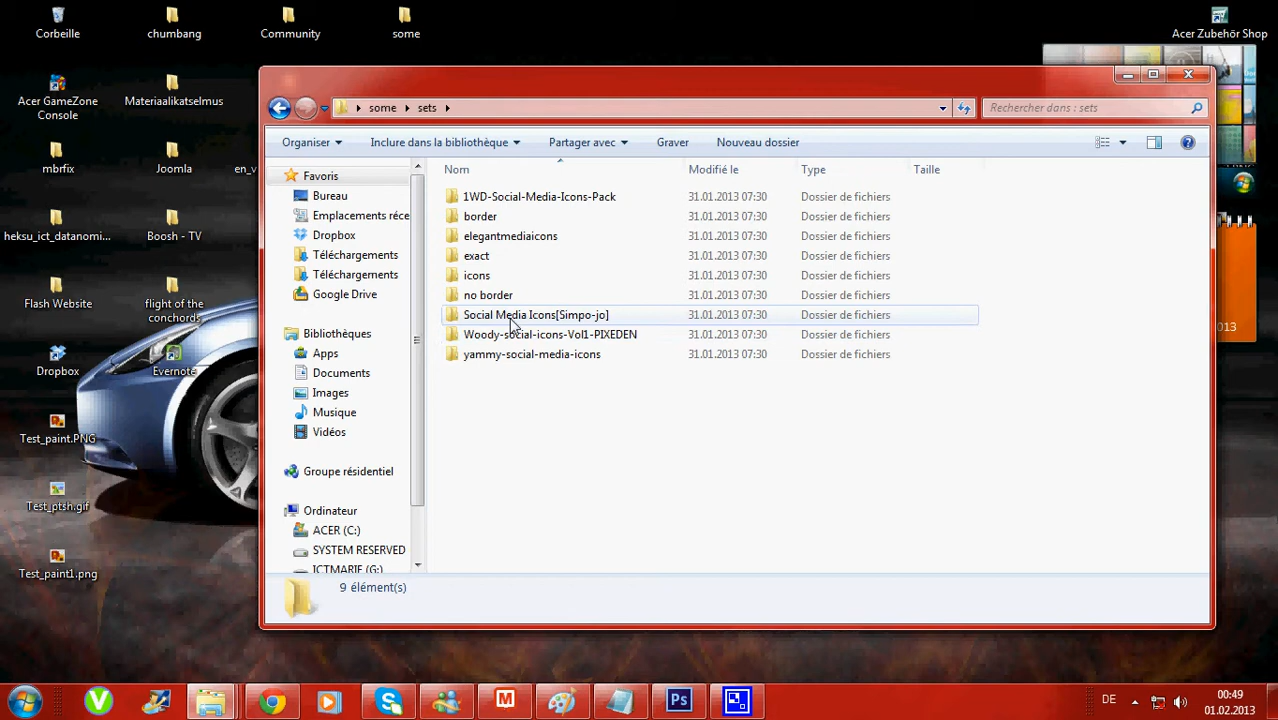 Corbeille
chumbang
Community
some
Acer Zubehör Shop
Acer GameZone
Console
Materiaalikatselmus
mbrfix
Joomla
en_v
heksu_ict_datanomi...
Boosh - TV
Flash Website
flight of the
conchords
Dropbox
Evernote
Test_paint.PNG
Test_ptsh.gif
Test_paint1.png
some
sets
Rechercher dans : sets
Organiser
Inclure dans la bibliothèque
Partager avec
Graver
Nouveau dossier
Favoris
Bureau
Emplacements réce
Dropbox
Téléchargements
Téléchargements
Google Drive
Bibliothèques
Apps
Documents
Images
Musique
Vidéos
Groupe résidentiel
Ordinateur
ACER (C:)
SYSTEM RESERVED
ICTMARIF (G:)
Nom Modifié le Type Taille
1WD-Social-Media-Icons-Pack 31.01.2013 07:30 Dossier de fichiers
border 31.01.2013 07:30 Dossier de fichiers
elegantmediaicons 31.01.2013 07:30 Dossier de fichiers
exact 31.01.2013 07:30 Dossier de fichiers
icons 31.01.2013 07:30 Dossier de fichiers
no border 31.01.2013 07:30 Dossier de fichiers
Social Media Icons[Simpo-jo] 31.01.2013 07:30 Dossier de fichiers
Woody-social-icons-Vol1-PIXEDEN 31.01.2013 07:30 Dossier de fichiers
yammy-social-media-icons 31.01.2013 07:30 Dossier de fichiers
9 élément(s)
013
Ps
DE
00:49
01.02.2013